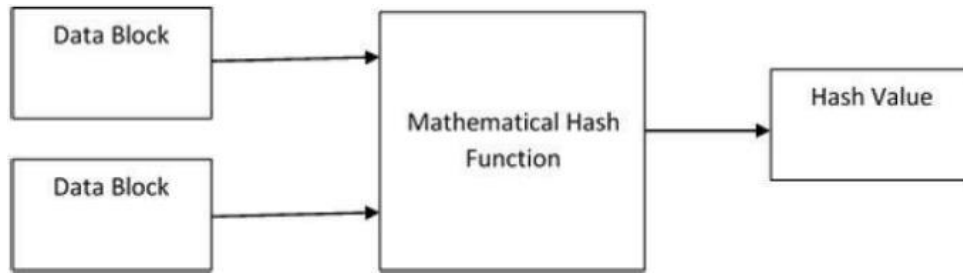 Data Block
Data Block
Mathematical Hash
Function
Hash Value